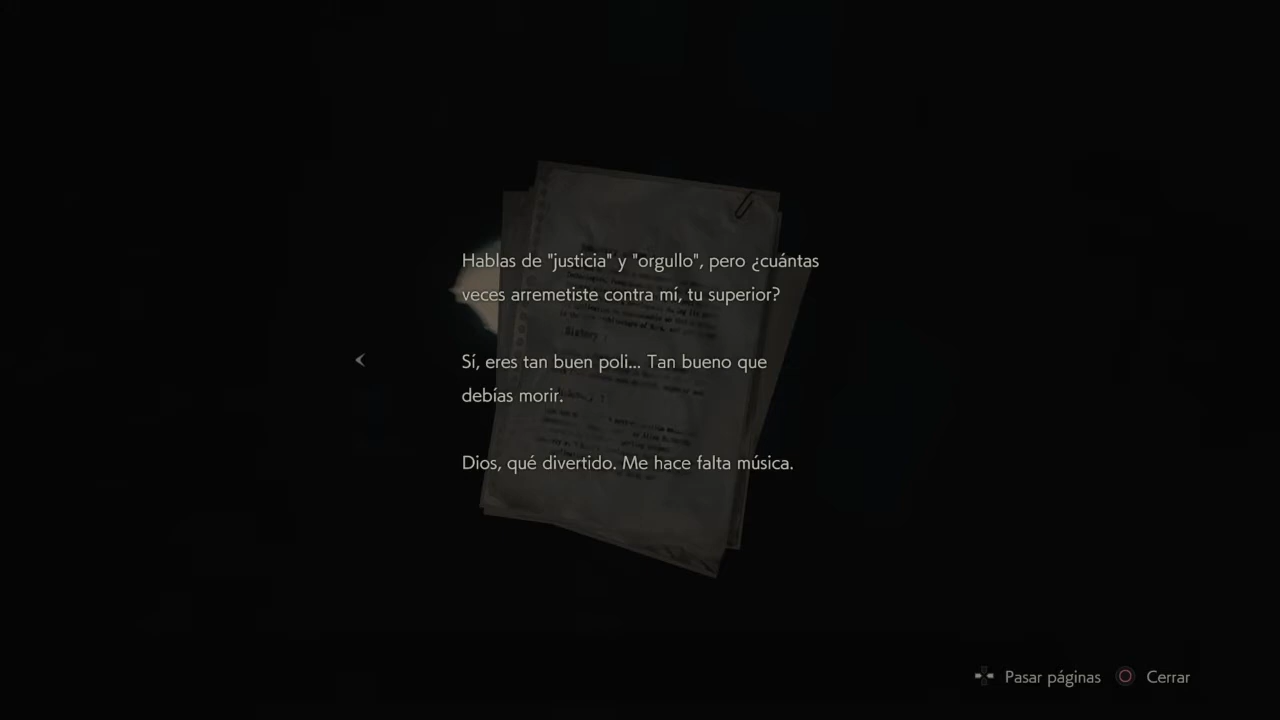 Hablas de "justicia" y "orgullo", pero ¿cuántas
veces arremetiste contra mí, tu superior?
Sí, eres tan buen poli... Tan bueno que
debías morir.
Dios, qué divertido. Me hace falta música.
Pasar páginas
Cerrar